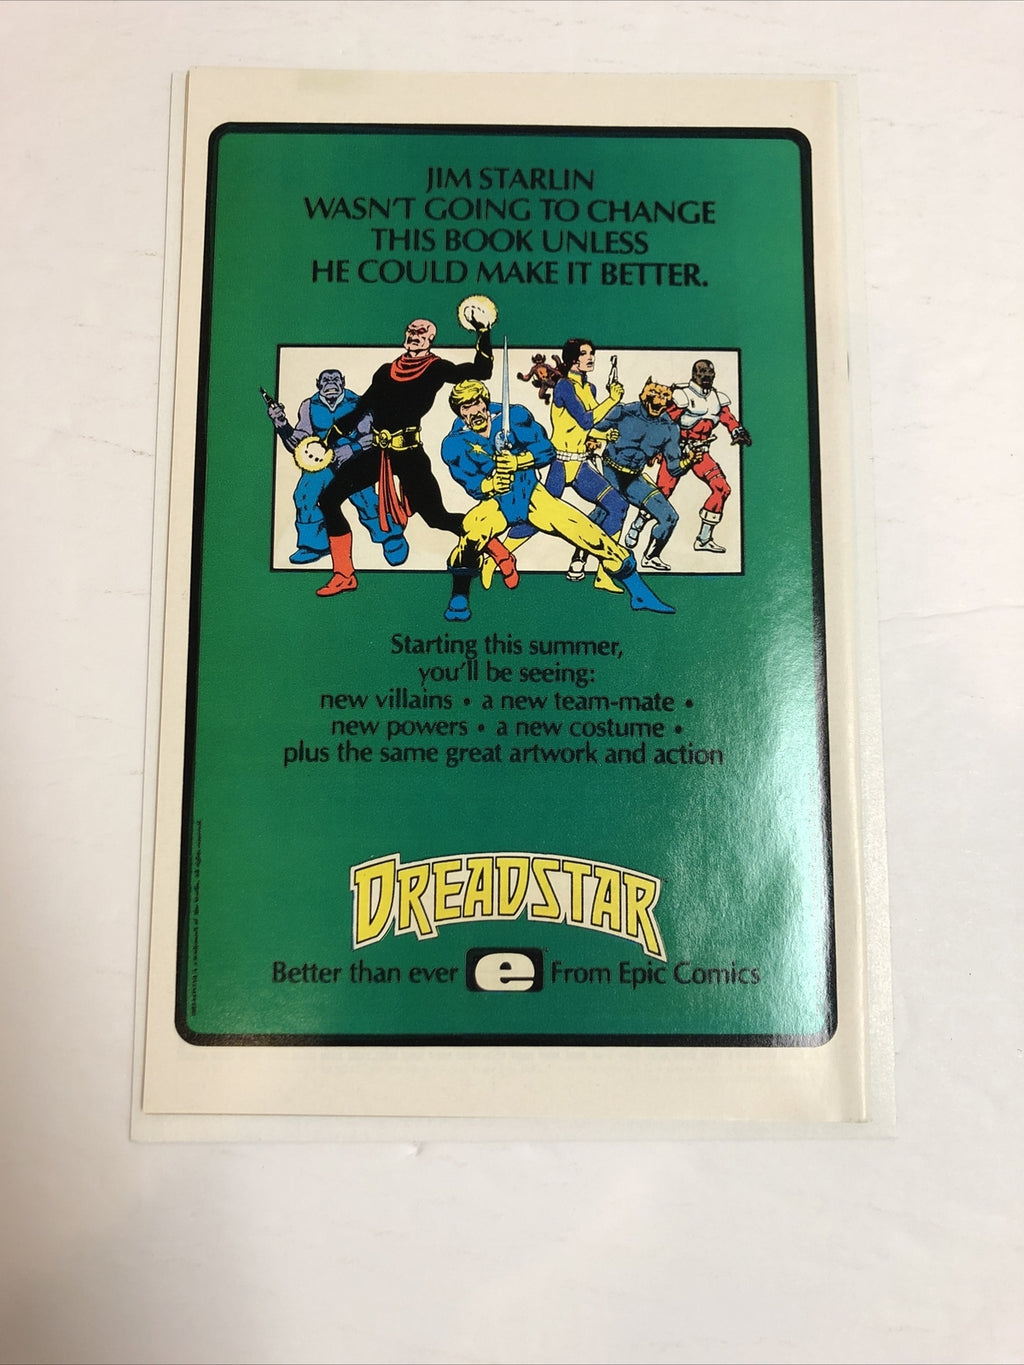 JIM STARLIN
WASN'T GOING TO CHANGE
THIS BOOK UNLESS
HE COULD MAKE IT BETTER.
Starting this summer,
you'll be seeing:
new villains • a new team-mate •
new powers • a new costume •
plus the same great artwork and action
DREADSTAR
Better than ever e From Epic Comics